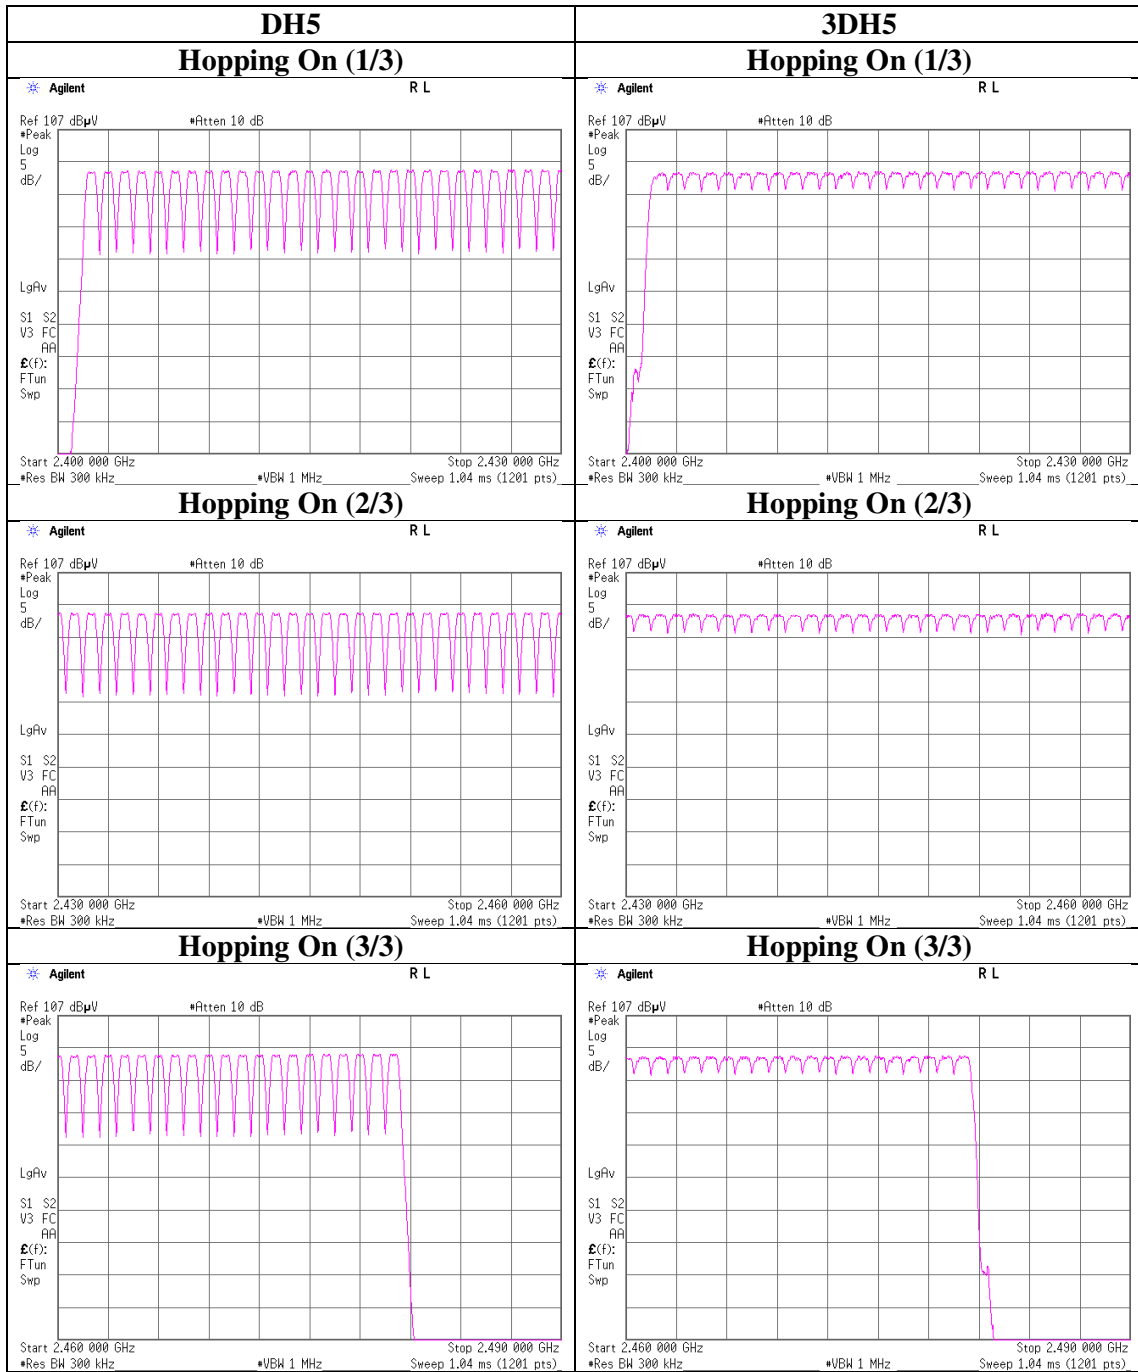 DH5 3DH5
Hopping On (1/3) Hopping On (1/3)
Agilent R L
Ref 107 dBµV #Atten 10 dB
#Peak
Log
5
dB/
LgAv
S1 S2
V3 FC
AA
£(f):
FTun
Swp
Start 2.400 000 GHz Stop 2.430 000 GHz
#Res BW 300 kHz #VBW 1 MHz Sweep 1.04 ms (1201 pts)
Agilent R L
Ref 107 dBµV #Atten 10 dB
#Peak
Log
5
dB/
LgAv
S1 S2
V3 FC
AA
£(f):
FTun
Swp
Start 2.400 000 GHz Stop 2.430 000 GHz
#Res BW 300 kHz #VBW 1 MHz Sweep 1.04 ms (1201 pts)
Hopping On (2/3) Hopping On (2/3)
Agilent R L
Ref 107 dBµV #Atten 10 dB
#Peak
Log
5
dB/
LgAv
S1 S2
V3 FC
AA
£(f):
FTun
Swp
Start 2.430 000 GHz Stop 2.460 000 GHz
#Res BW 300 kHz #VBW 1 MHz Sweep 1.04 ms (1201 pts)
Agilent R L
Ref 107 dBµV #Atten 10 dB
#Peak
Log
5
dB/
LgAv
S1 S2
V3 FC
AA
£(f):
FTun
Swp
Start 2.430 000 GHz Stop 2.460 000 GHz
#Res BW 300 kHz #VBW 1 MHz Sweep 1.04 ms (1201 pts)
Hopping On (3/3) Hopping On (3/3)
Agilent R L
Ref 107 dBµV #Atten 10 dB
#Peak
Log
5
dB/
LgAv
S1 S2
V3 FC
AA
£(f):
FTun
Swp
Start 2.460 000 GHz Stop 2.490 000 GHz
#Res BW 300 kHz #VBW 1 MHz Sweep 1.04 ms (1201 pts)
Agilent R L
Ref 107 dBµV #Atten 10 dB
#Peak
Log
5
dB/
LgAv
S1 S2
V3 FC
AA
£(f):
FTun
Swp
Start 2.460 000 GHz Stop 2.490 000 GHz
#Res BW 300 kHz #VBW 1 MHz Sweep 1.04 ms (1201 pts)